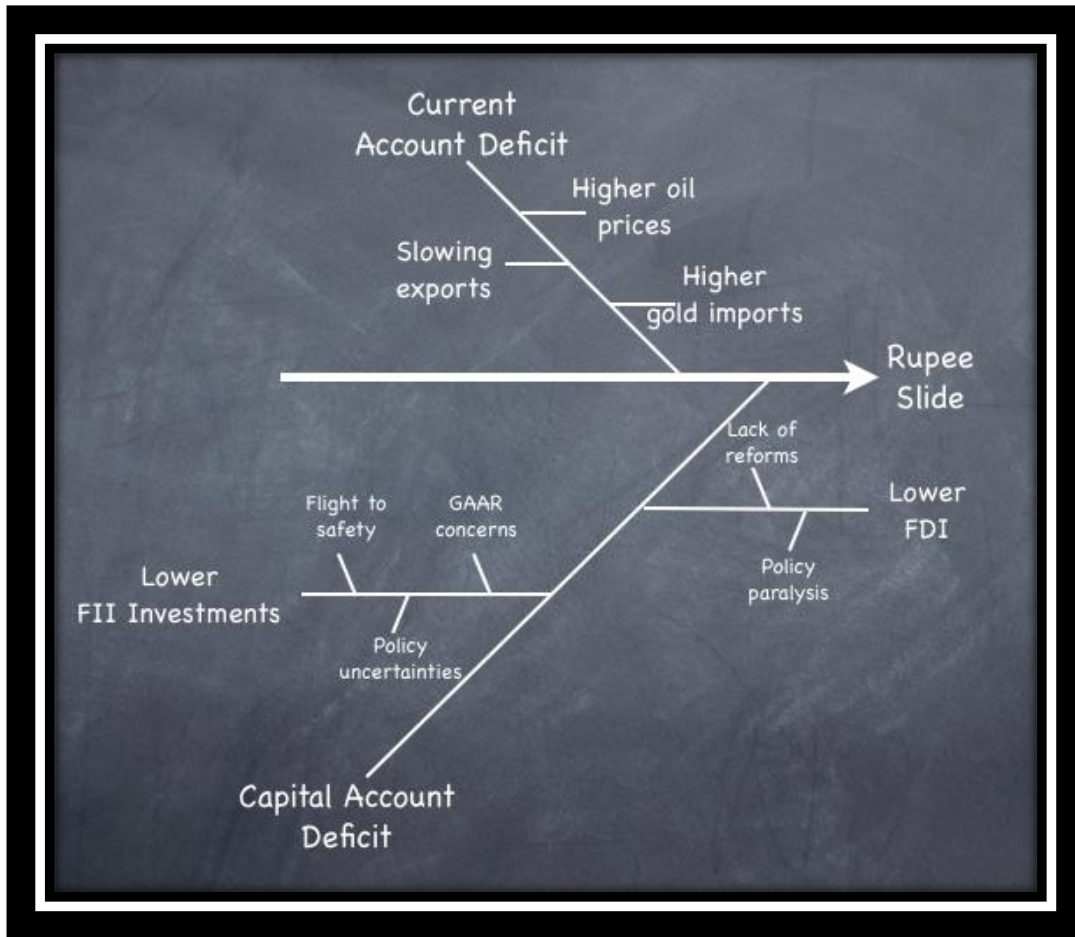 Current
Account Deficit
Higher oil
prices
Slowing
exports
Higher
gold imports
Rupee
Slide
Lack of
reforms
Lower
FDI
Policy
paralysis
Flight to
safety
GAAR
concerns
Lower
FII Investments
Policy
uncertainties
Capital Account
Deficit